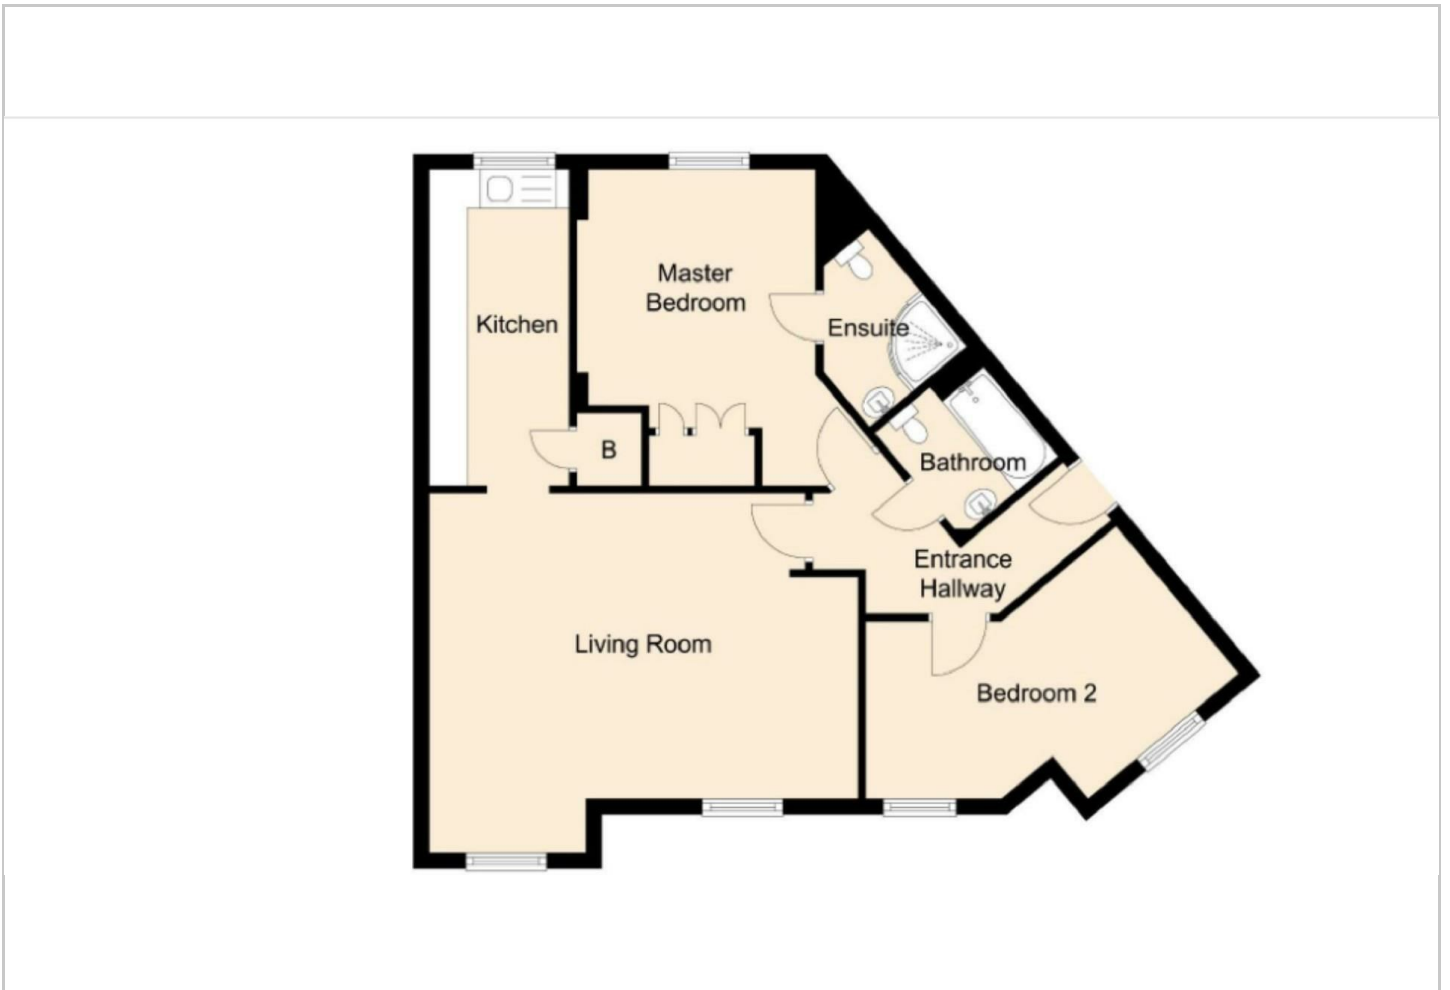 Master
Bedroom
Kitchen
Ensuite
B
Bathroom
Entrance
Hallway
Living Room
Bedroom 2